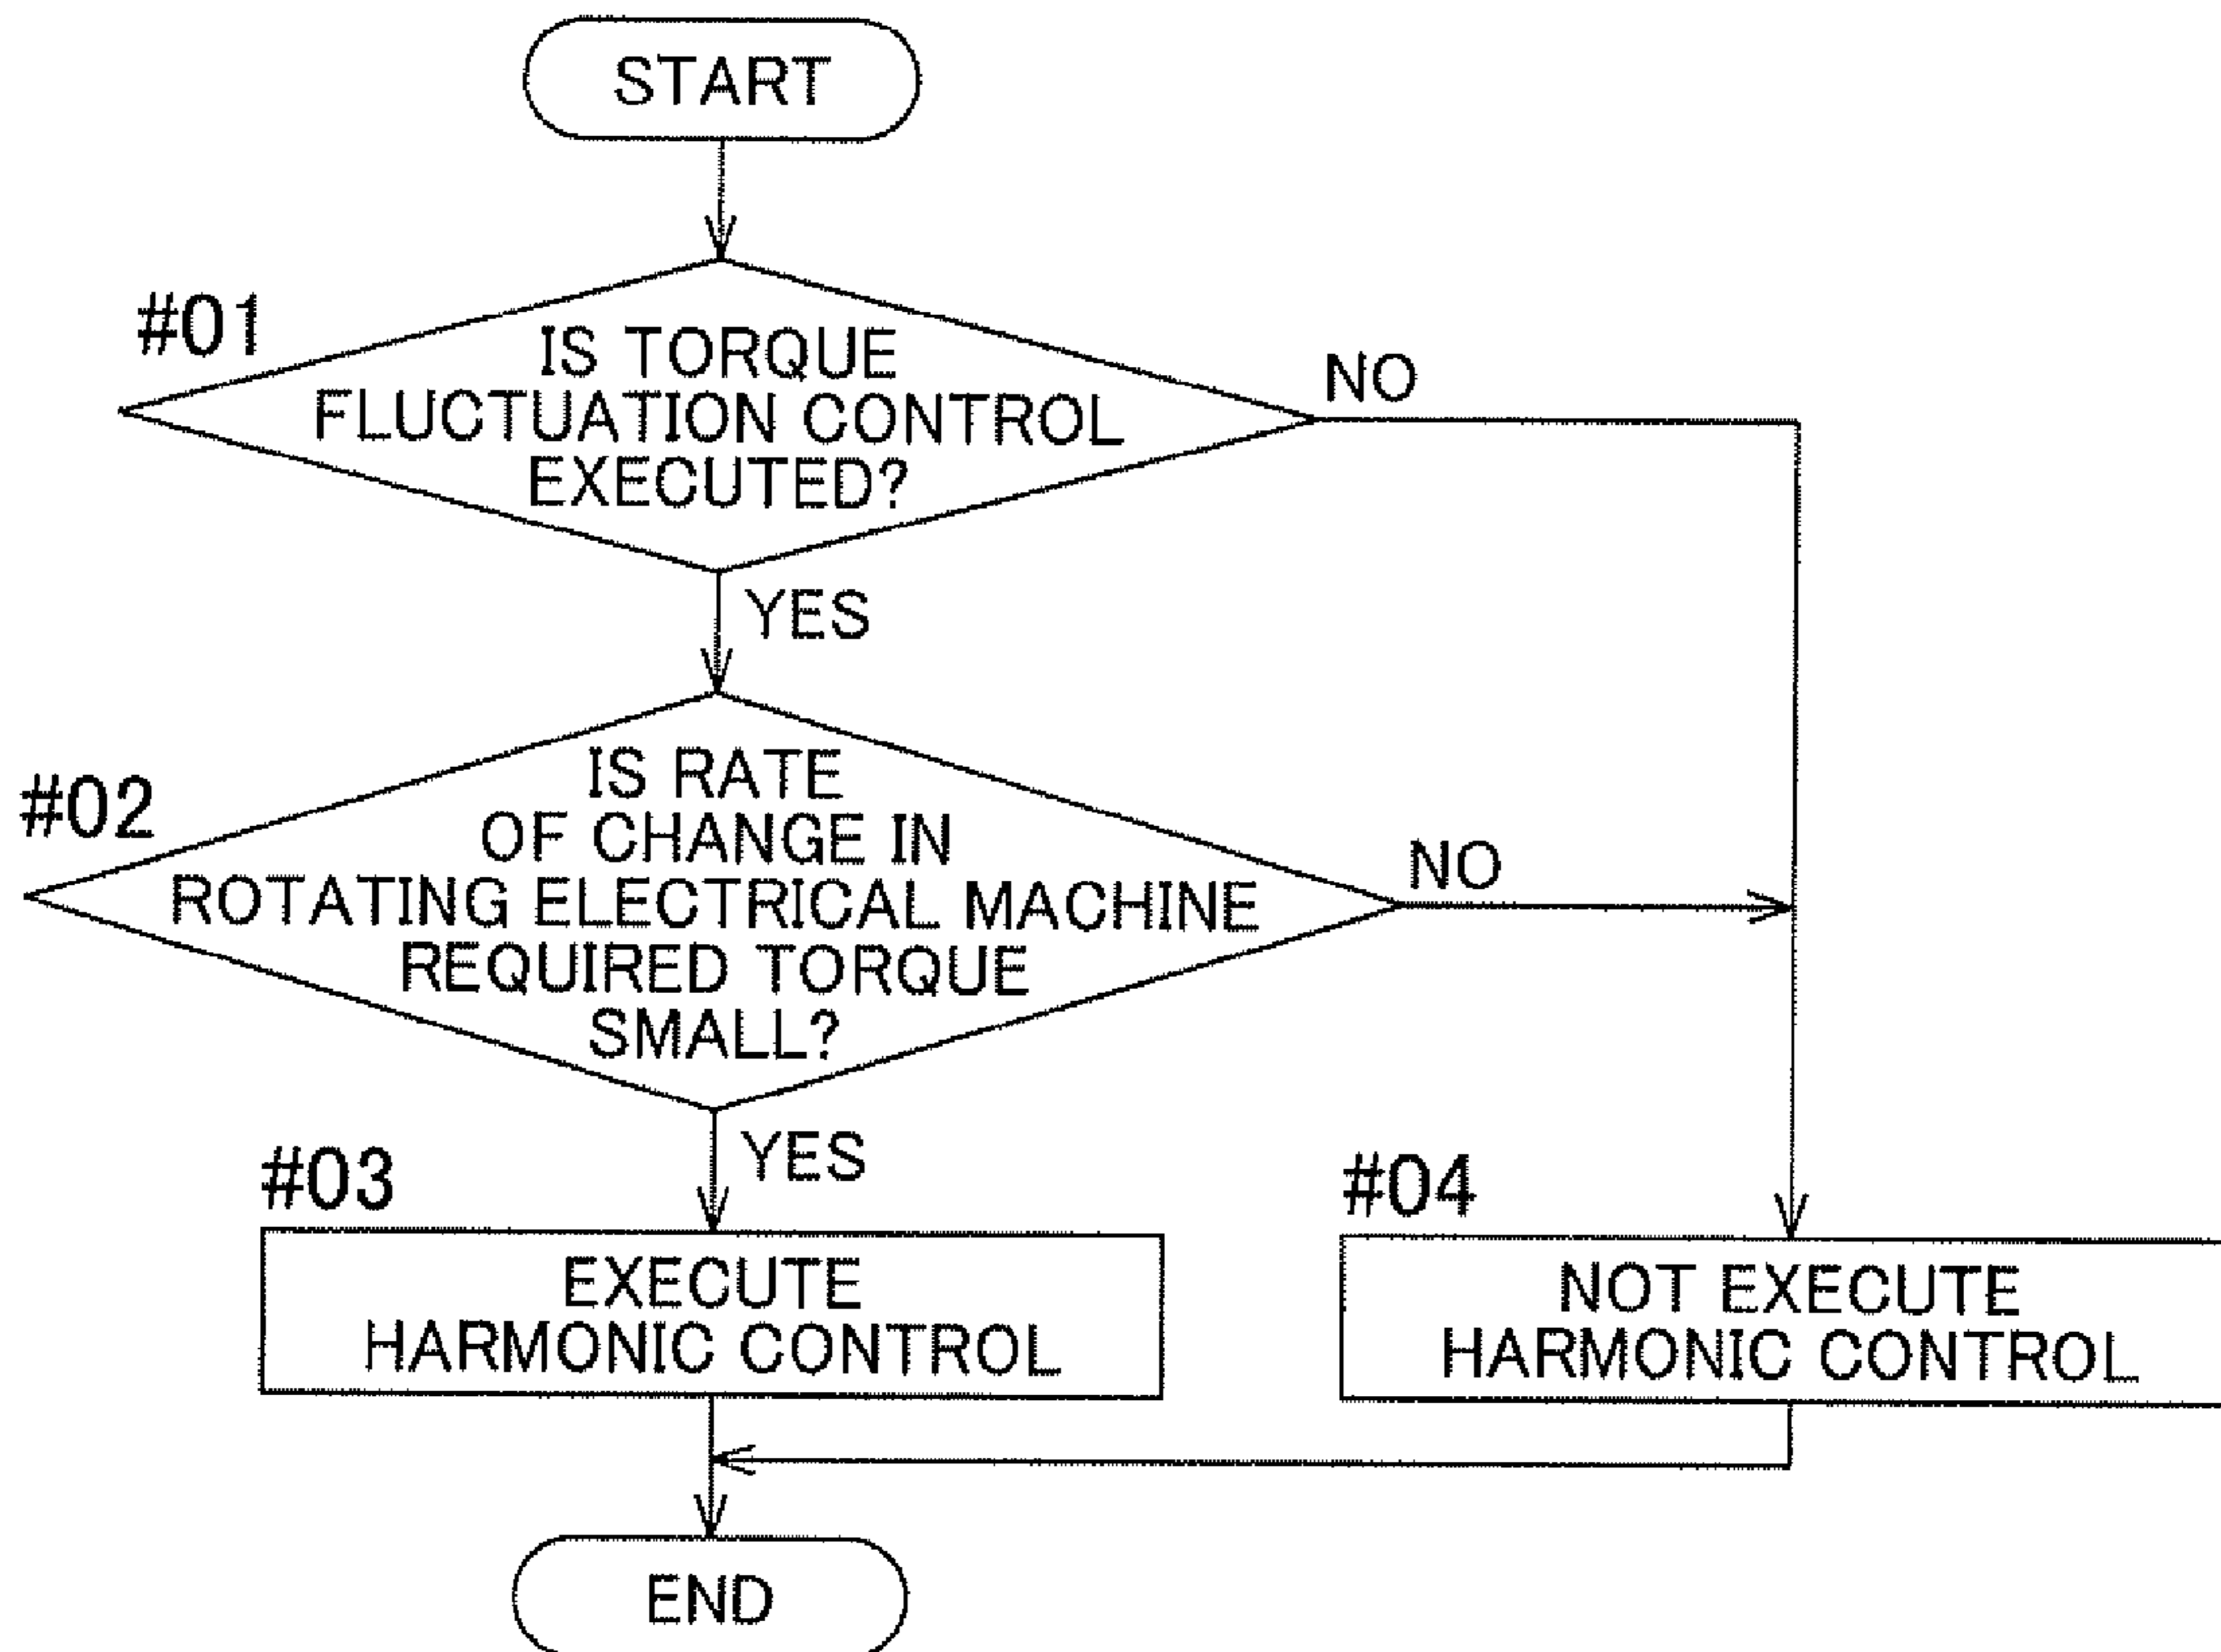 START
#01
IS TORQUE
FLUCTUATION CONTROL
EXECUTED?
NO
YES
#02
IS RATE
OF CHANGE IN
ROTATING ELECTRICAL MACHINE
REQUIRED TORQUE
SMALL?
NO
YES
#03
EXECUTE
HARMONIC CONTROL
#04
NOT EXECUTE
HARMONIC CONTROL
END